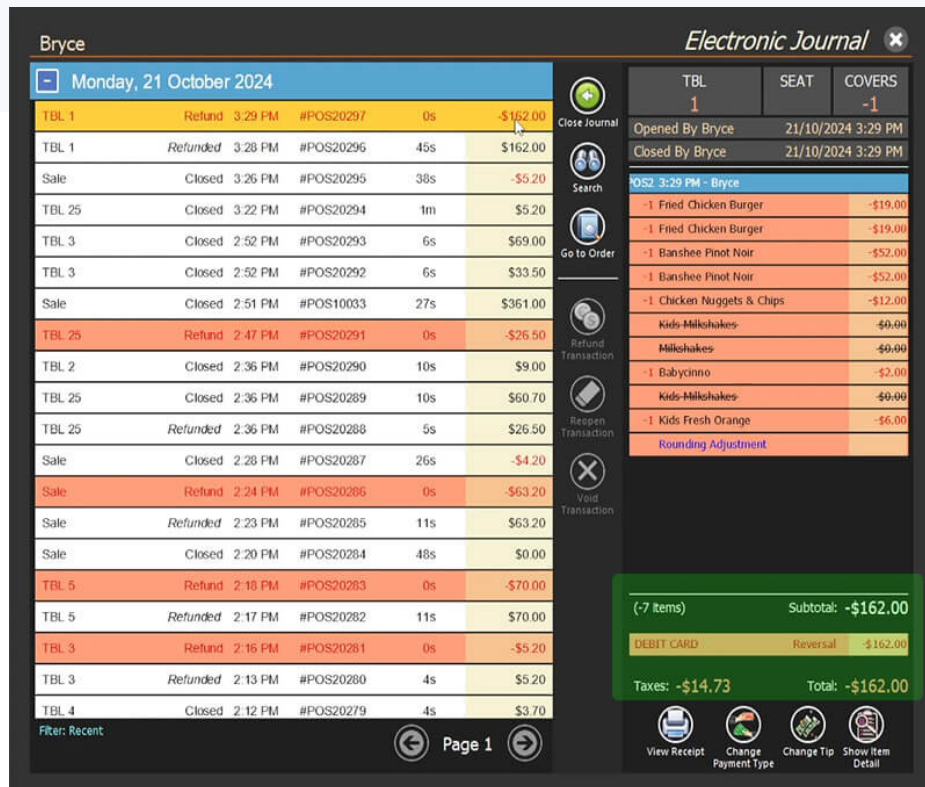 Bryce
Electronic Journal
- Monday, 21 October 2024
TBL 1 Refund 3:29 PM #POS20297 0s -$162.00
TBL 1 Refunded 3:28 PM #POS20296 45s $162.00
Sale Closed 3:26 PM #POS20295 38s -$5.20
TBL 25 Closed 3:22 PM #POS20294 1m $5.20
TBL 3 Closed 2:52 PM #POS20293 6s $69.00
TBL 3 Closed 2:52 PM #POS20292 6s $33.50
Sale Closed 2:51 PM #POS10033 27s $361.00
TBL 25 Refund 2:47 PM #POS20291 0s -$26.50
TBL 2 Closed 2:36 PM #POS20290 10s $9.00
TBL 25 Closed 2:36 PM #POS20289 10s $60.70
TBL 25 Refunded 2:36 PM #POS20288 5s $26.50
Sale Closed 2:28 PM #POS20287 26s -$4.20
Sale Refund 2:24 PM #POS20286 0s -$63.20
Sale Refunded 2:23 PM #POS20285 11s $63.20
Sale Closed 2:20 PM #POS20284 48s $0.00
TBL 5 Refund 2:18 PM #POS20283 0s -$70.00
TBL 5 Refunded 2:17 PM #POS20282 11s $70.00
TBL 3 Refund 2:16 PM #POS20281 0s -$5.20
TBL 3 Refunded 2:13 PM #POS20280 4s $5.20
TBL 4 Closed 2:12 PM #POS20279 4s $3.70
Filter: Recent
Page 1
Close Journal
Search
Go to Order
Refund
Transaction
Reopen
Transaction
Void
Transaction
TBL SEAT COVERS
1 -1
Opened By Bryce 21/10/2024 3:29 PM
Closed By Bryce 21/10/2024 3:29 PM
POS2 3:29 PM - Bryce
-1 Fried Chicken Burger -$19.00
-1 Fried Chicken Burger -$19.00
-1 Banshee Pinot Noir -$52.00
-1 Banshee Pinot Noir -$52.00
-1 Chicken Nuggets & Chips -$12.00
Kids Milkshakes $0.00
Milkshakes $0.00
-1 Babycinno -$2.00
Kids Milkshakes $0.00
-1 Kids Fresh Orange -$6.00
Rounding Adjustment
(-7 items) Subtotal: -$162.00
DEBIT CARD Reversal -$162.00
Taxes: -$14.73 Total: -$162.00
View Receipt
Change
Payment Type
Change Tip
Show Item
Detail